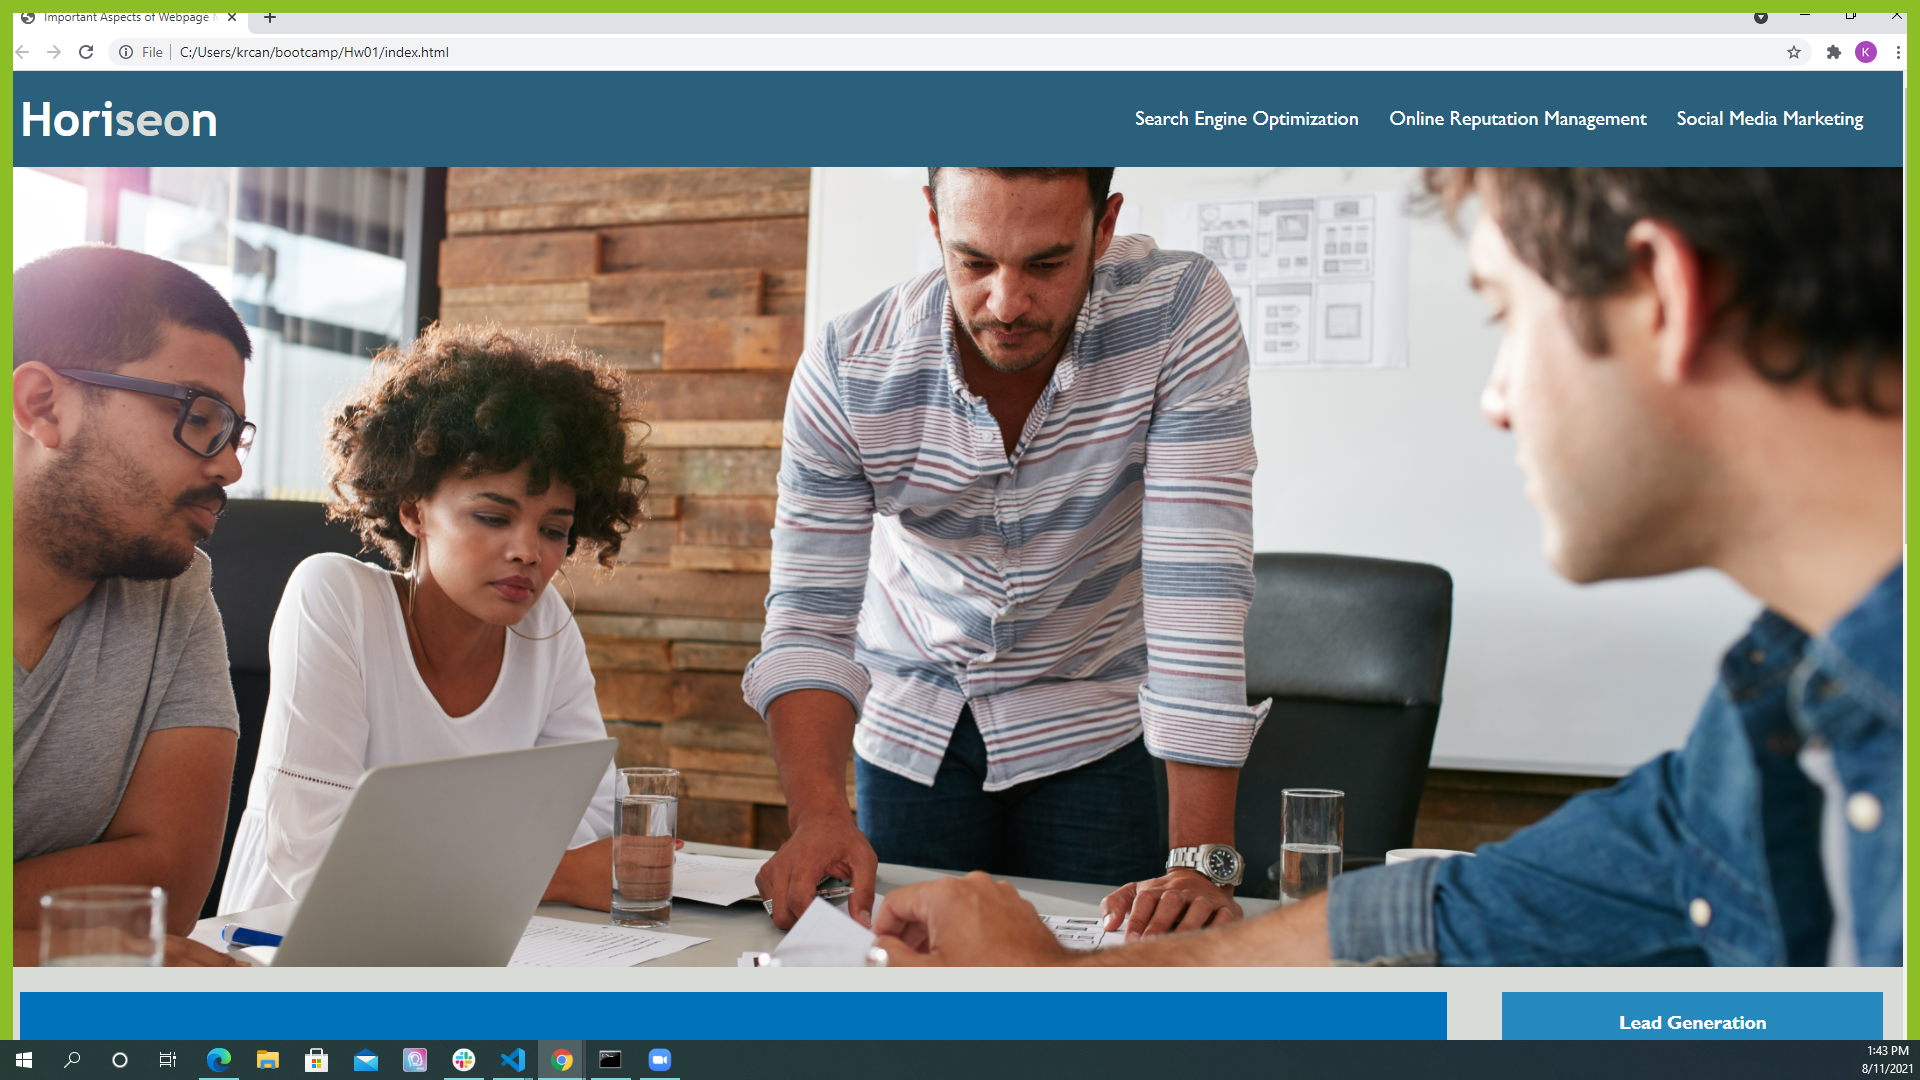 Important Aspects of Webpage
File C:/Users/krcan/bootcamp/Hw01/index.html
K
Horiseon
Search Engine Optimization Online Reputation Management Social Media Marketing
Lead Generation
1:43 PM
8/11/2021